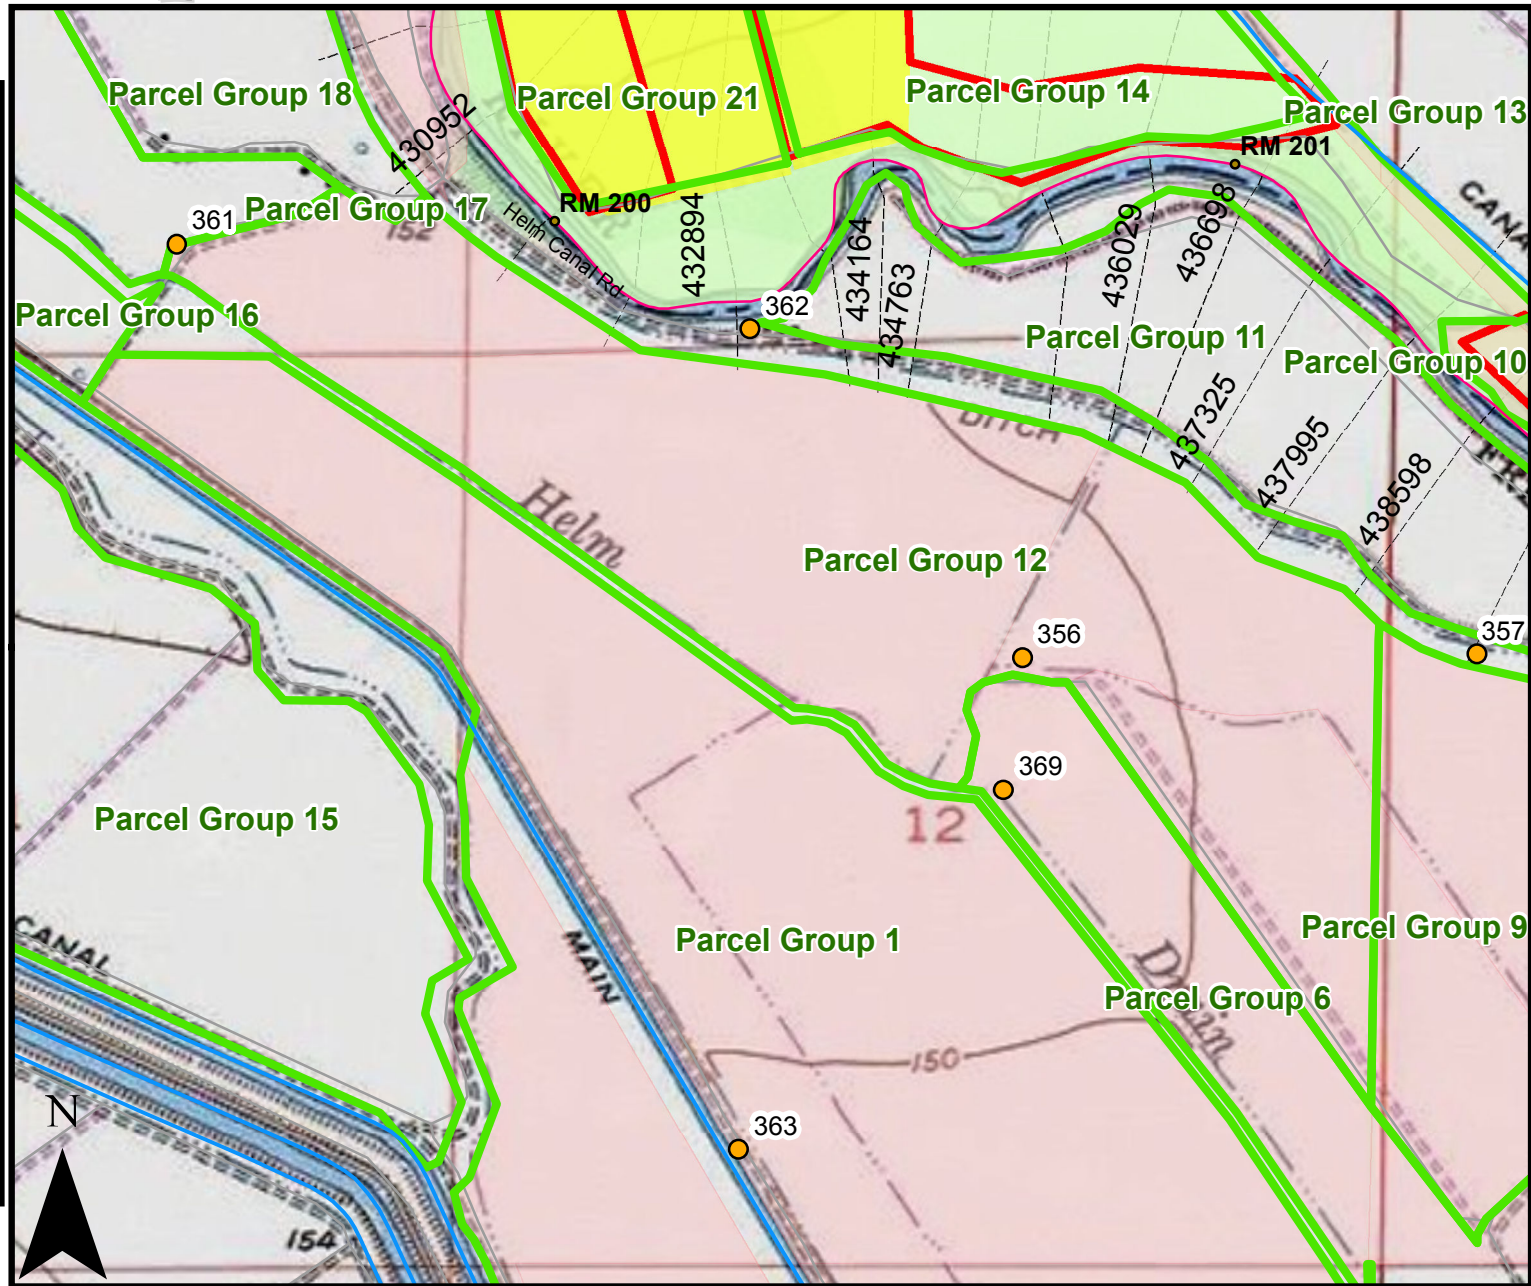 Parcel Group 18
Parcel Group 21
Parcel Group 14
Parcel Group 13
430952
RM 201
361
Parcel Group 17
RM 200
152
Helm Canal Rd
432894
434164
434763
436029
436698
CANA
Parcel Group 16
362
Parcel Group 11
Parcel Group 10
DITCH
437325
437995
438598
FRE
Helm
Parcel Group 12
356
357
369
12
Parcel Group 15
CANAL
MAIN
Parcel Group 1
Parcel Group 9
Drain
Parcel Group 6
150
N
363
154